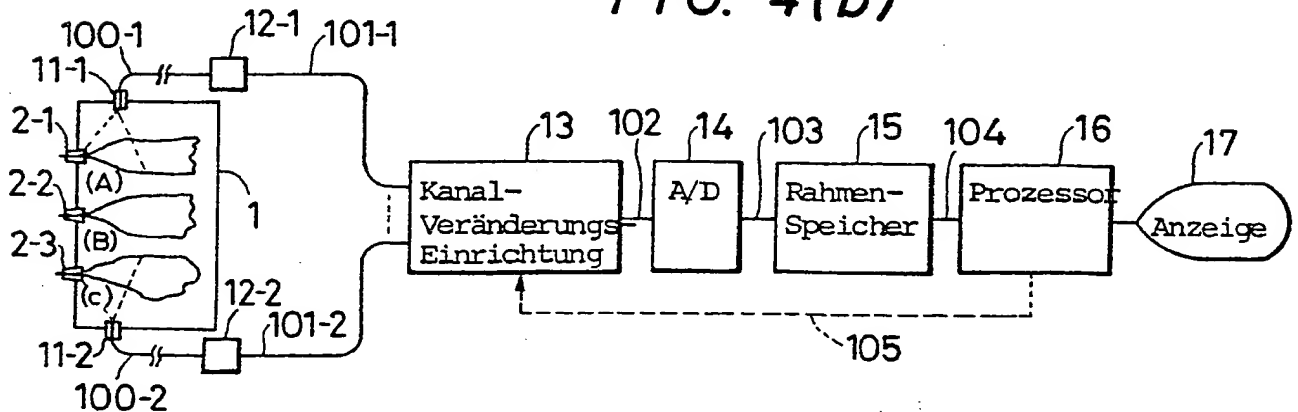 FIG. 4(b)
100-1
12-1
101-1
11-1
2-1
(A)
2-2
(B)
2-3
(c)
1
11-2
100-2
12-2
101-2
13
Kanal-
Veränderungs-
Einrichtung
102
14
A/D
103
15
Rahmen-
Speicher
104
16
Prozessor
17
Anzeige
105